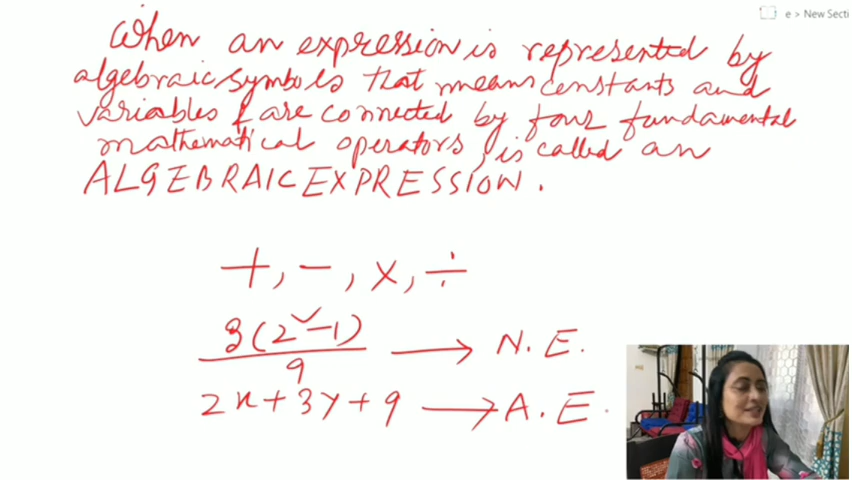 e > New Secti
When an expression is represented by
algebraic symbols that means constants and
variables & are connected by four fundamental
mathematical operators, is called an
ALGEBRAIC EXPRESSION.
+, −, ×, ÷
3(2²−1)
9
→ N.E.
2x+3y+9 → A.E.